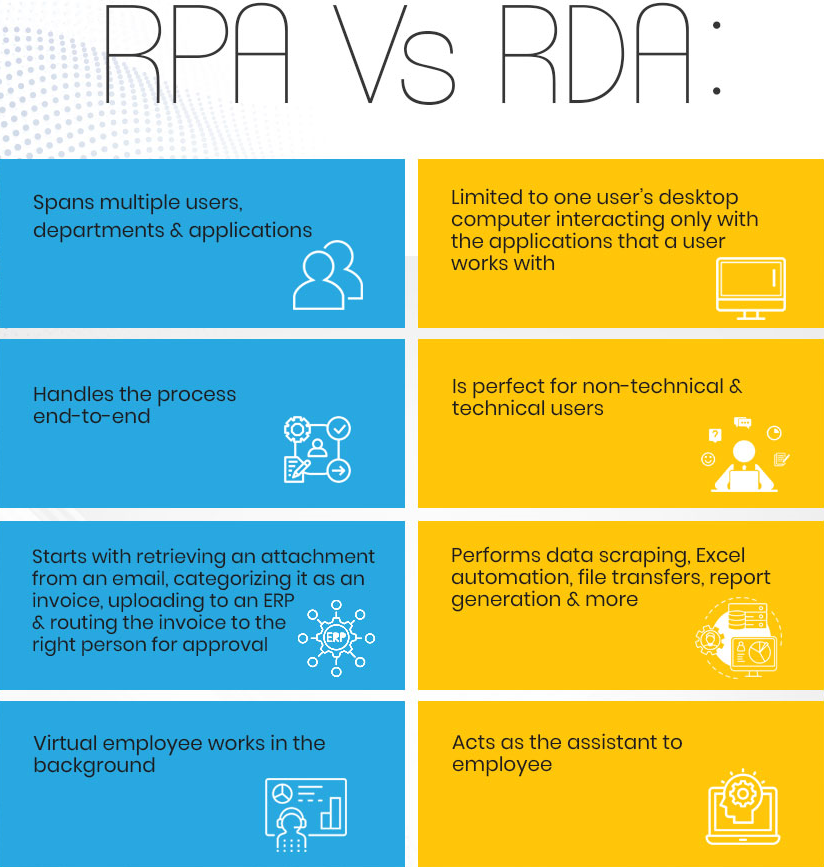 RPA Vs RDA:
Spans multiple users,
departments & applications
Limited to one user's desktop
computer interacting only with
the applications that a user
works with
Handles the process
end-to-end
Is perfect for non-technical &
technical users
Starts with retrieving an attachment
from an email, categorizing it as an
invoice, uploading to an ERP
& routing the invoice to the
right person for approval
ERP
Performs data scraping, Excel
automation, file transfers, report
generation & more
Virtual employee works in the
background
Acts as the assistant to
employee